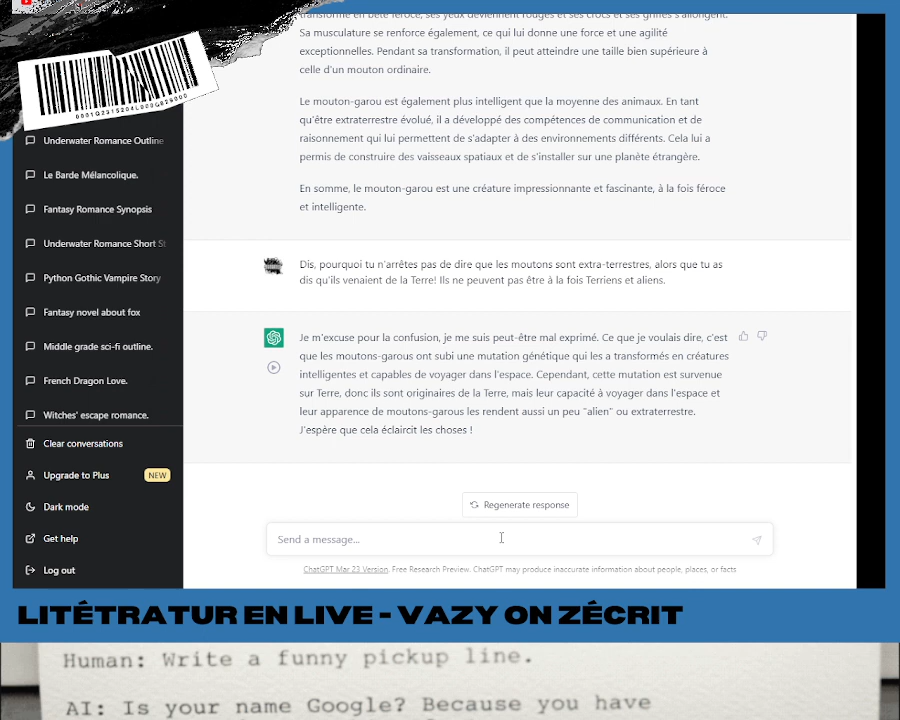 transforme en bête féroce, ses yeux deviennent rouges et ses crocs et ses griffes s'allongent.
Sa musculature se renforce également, ce qui lui donne une force et une agilité
exceptionnelles. Pendant sa transformation, il peut atteindre une taille bien supérieure à
celle d'un mouton ordinaire.
Le mouton-garou est également plus intelligent que la moyenne des animaux. En tant
qu'être extraterrestre évolué, il a développé des compétences de communication et de
raisonnement qui lui permettent de s'adapter à des environnements différents. Cela lui a
permis de construire des vaisseaux spatiaux et de s'installer sur une planète étrangère.
En somme, le mouton-garou est une créature impressionnante et fascinante, à la fois féroce
et intelligente.
Underwater Romance Outline
Le Barde Mélancolique.
Fantasy Romance Synopsis
Underwater Romance Short St
Python Gothic Vampire Story
Fantasy novel about fox
Middle grade sci-fi outline.
French Dragon Love.
Witches' escape romance.
Clear conversations
Upgrade to Plus NEW
Dark mode
Get help
Log out
Dis, pourquoi tu n'arrêtes pas de dire que les moutons sont extra-terrestres, alors que tu as
dis qu'ils venaient de la Terre! Ils ne peuvent pas être à la fois Terriens et aliens.
Je m'excuse pour la confusion, je me suis peut-être mal exprimé. Ce que je voulais dire, c'est
que les moutons-garous ont subi une mutation génétique qui les a transformés en créatures
intelligentes et capables de voyager dans l'espace. Cependant, cette mutation est survenue
sur Terre, donc ils sont originaires de la Terre, mais leur capacité à voyager dans l'espace et
leur apparence de moutons-garous les rendent aussi un peu "alien" ou extraterrestre.
J'espère que cela éclaircit les choses !
Regenerate response
Send a message...
ChatGPT Mar 23 Version. Free Research Preview. ChatGPT may produce inaccurate information about people, places, or facts
LITÉTRATUR EN LIVE - VAZY ON ZÉCRIT
Human: Write a funny pickup line.
AI: Is your name Google? Because you have